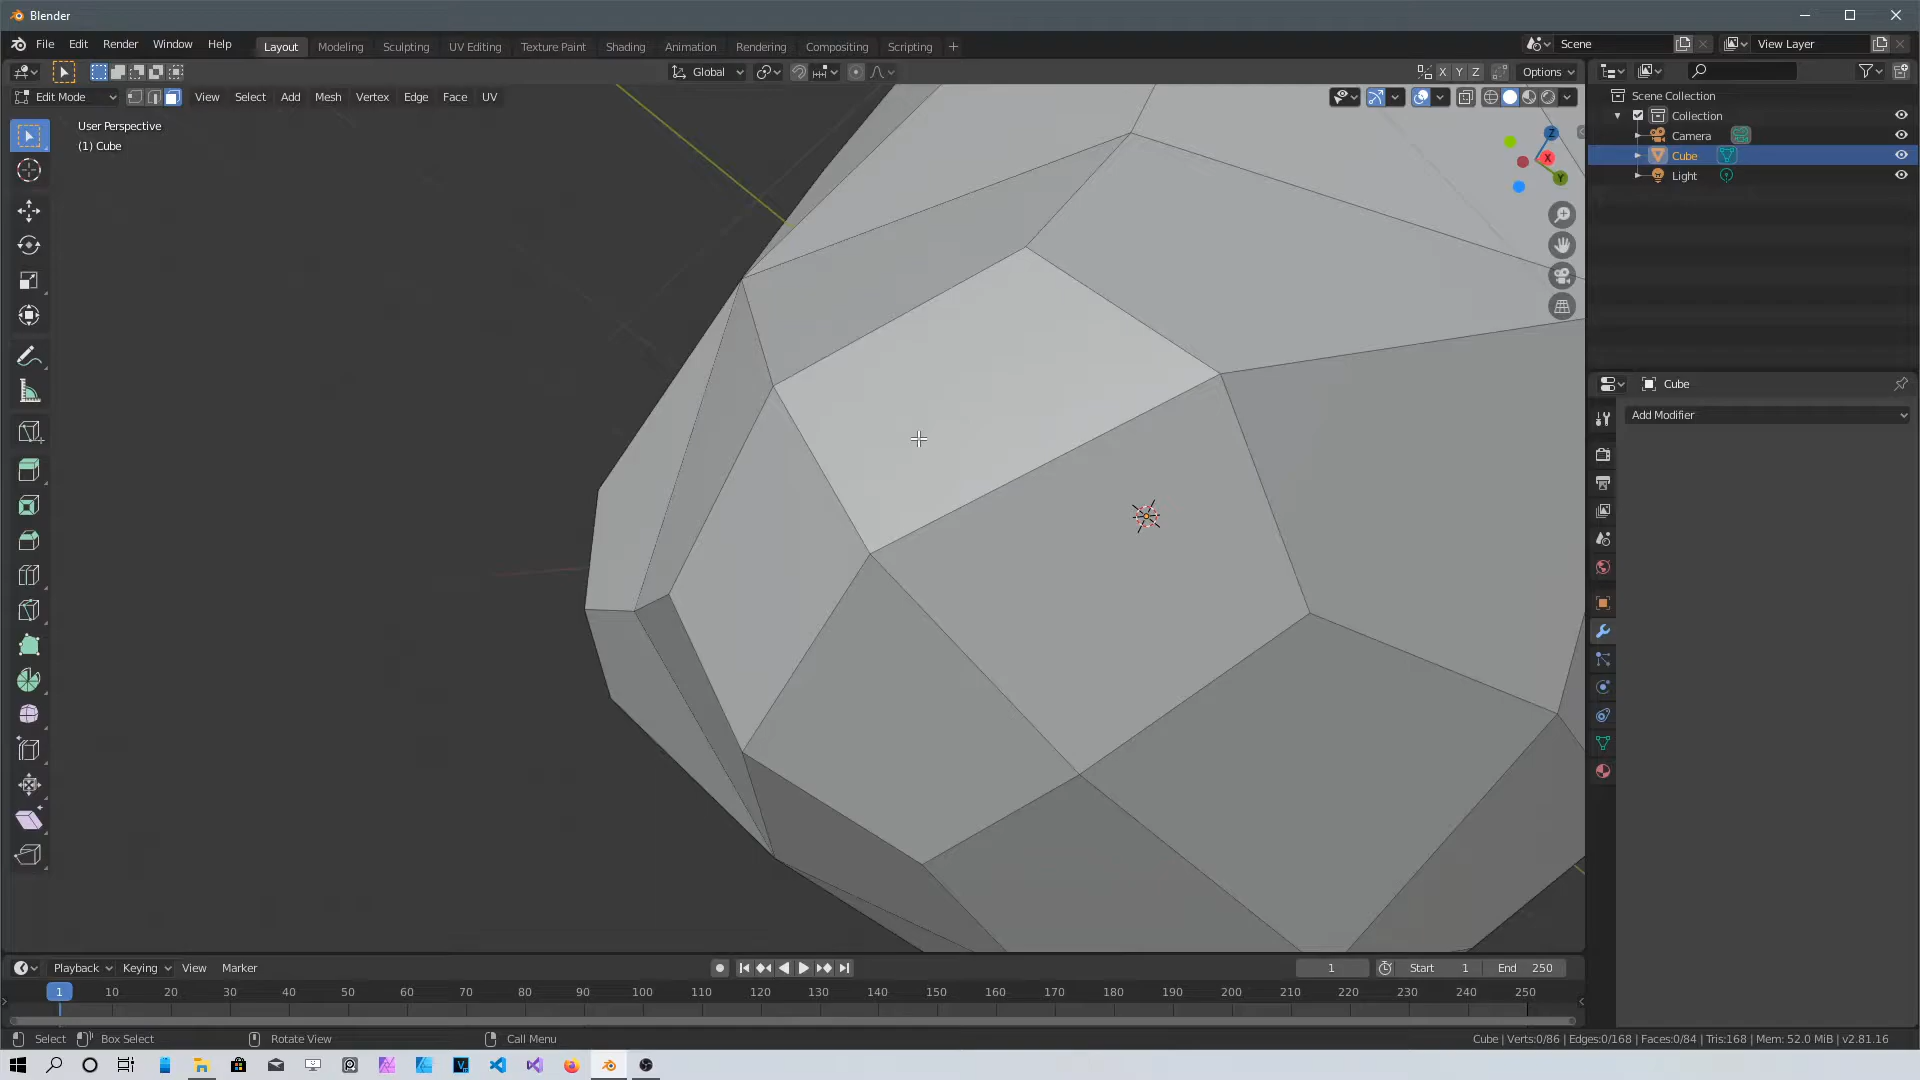 Blender
File Edit Render Window Help
Layout Modeling Sculpting UV Editing Texture Paint Shading Animation Rendering Compositing Scripting +
Scene
View Layer
Global
X Y Z
Options
Edit Mode
View Select Add Mesh Vertex Edge Face UV
User Perspective
(1) Cube
Z
X
Y
Scene Collection
Collection
Camera
Cube
Light
Cube
Add Modifier
Playback Keying View Marker
1
Start 1
End 250
1 10 20 30 40 50 60 70 80 90 100 110 120 130 140 150 160 170 180 190 200 210 220 230 240 250
Select Box Select Rotate View Call Menu
Cube | Verts:0/86 | Edges:0/168 | Faces:0/84 | Tris:168 | Mem: 52.0 MiB | v2.81.16